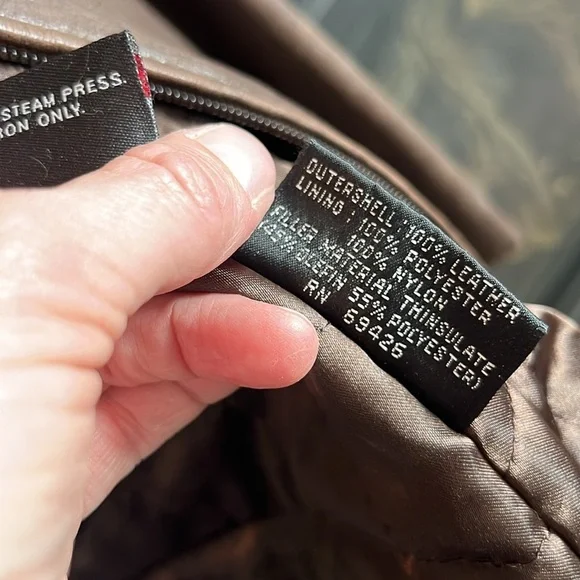 STEAM PRESS.
RON ONLY.
OUTERSHELL : 100% LEATHER
LINING : 100% POLYESTER
100% NYLON
FILLER MATERIAL THINSULATE
45% OLEFIN 55% POLYESTER)
RN 69426